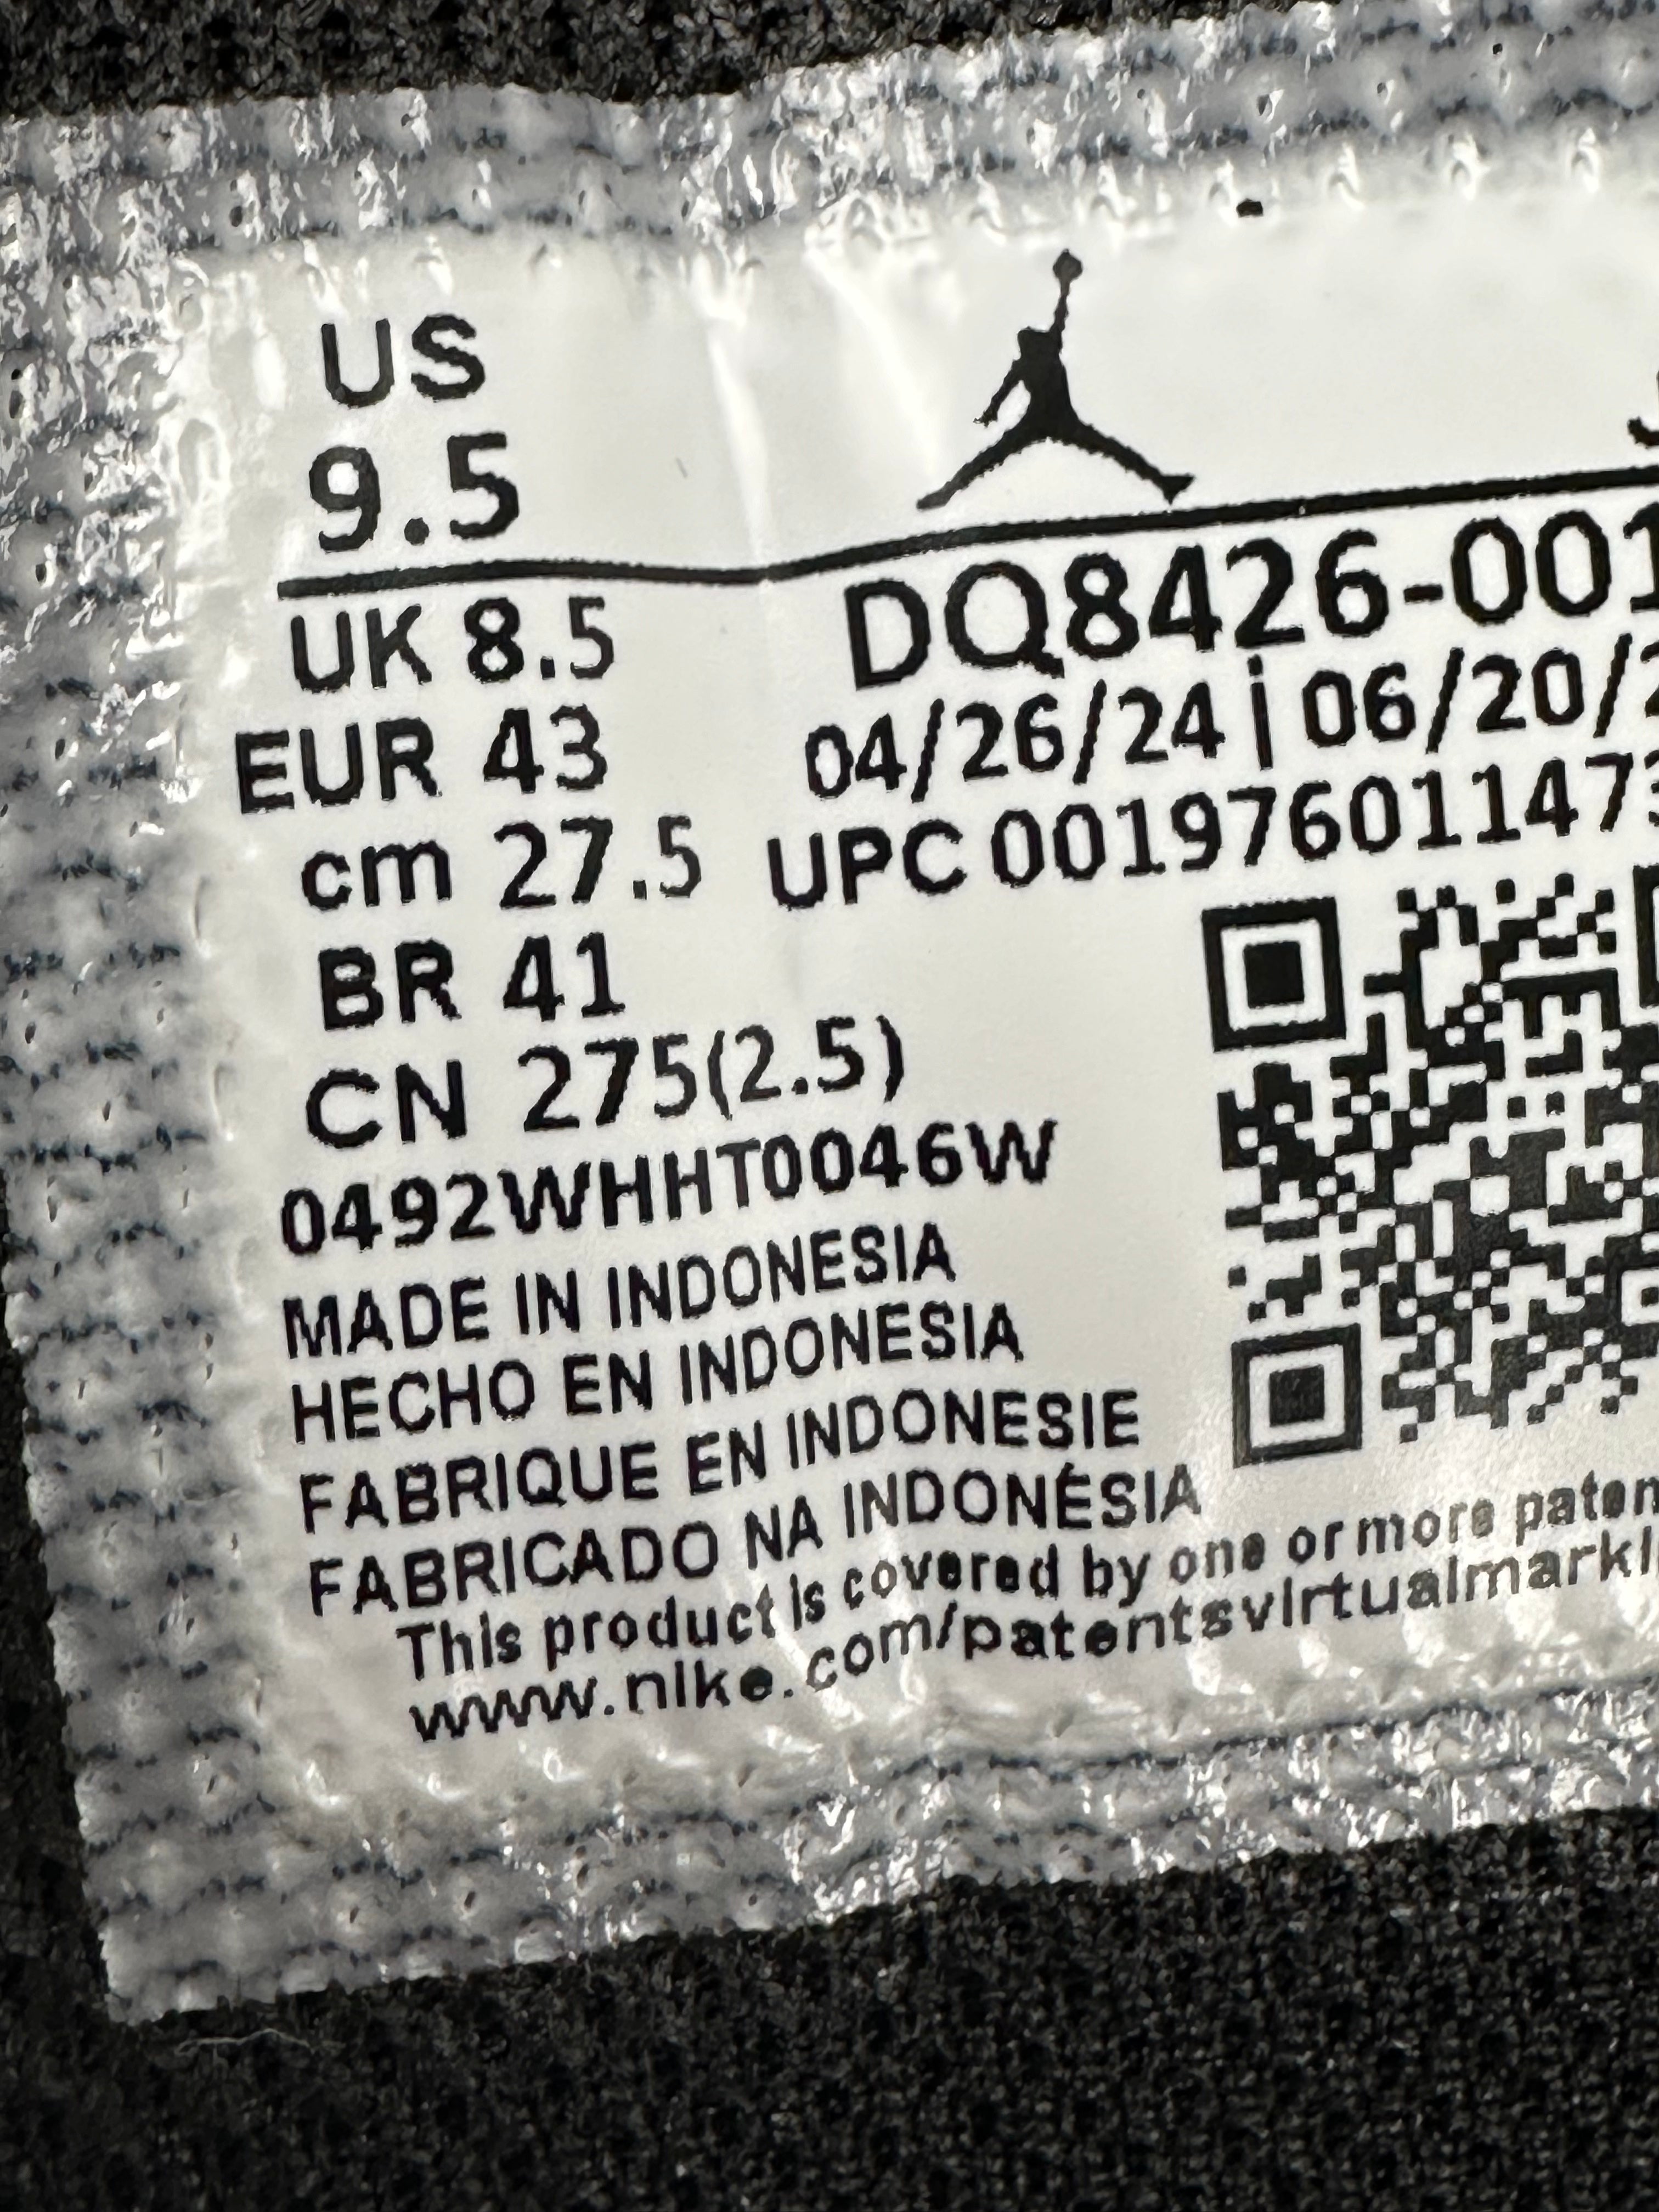 US
9.5
UK 8.5
EUR 43
cm 27.5
BR 41
CN 275(2.5)
0492WHHT0046W
MADE IN INDONESIA
HECHO EN INDONESIA
FABRIQUE EN INDONESIE
FABRICADO NA INDONÉSIA
This product is covered by one or more
www.nike.com/patentsvirtualmarki
DQ8426-001
04/26/24 | 06/20/
UPC 00197601147